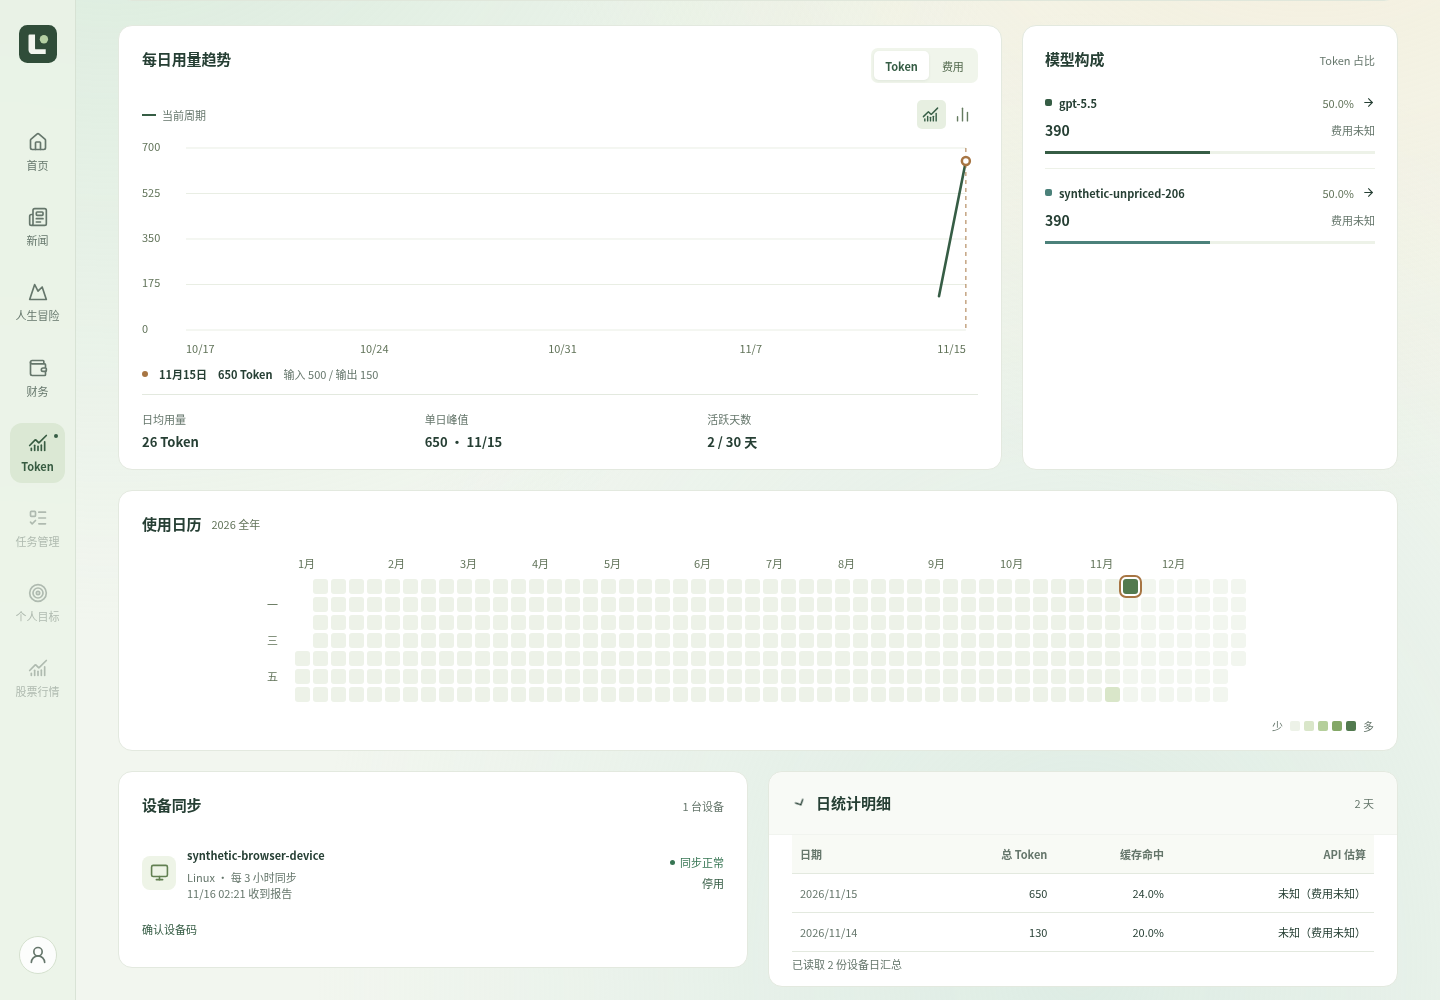 首页
新闻
人生冒险
财务
Token
任务管理
个人目标
股票行情
每日用量趋势
Token 费用
当前周期
700
525
350
175
0
10/17 10/24 10/31 11/7 11/15
11月15日 650 Token 输入 500 / 输出 150
日均用量 单日峰值 活跃天数
26 Token 650 · 11/15 2 / 30 天
模型构成 Token 占比
gpt-5.5 50.0% →
390 费用未知
synthetic-unpriced-206 50.0% →
390 费用未知
使用日历 2026 全年
1月 2月 3月 4月 5月 6月 7月 8月 9月 10月 11月 12月
一
三
五
少 多
设备同步 1 台设备
synthetic-browser-device
Linux · 每 3 小时同步
11/16 02:21 收到报告
同步正常
停用
确认设备码
日统计明细 2 天
日期 总 Token 缓存命中 API 估算
2026/11/15 650 24.0% 未知（费用未知）
2026/11/14 130 20.0% 未知（费用未知）
已读取 2 份设备日汇总